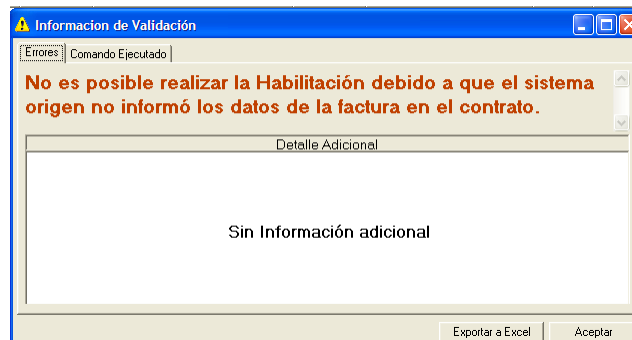 Informacion de Validación
Errores Comando Ejecutado
No es posible realizar la Habilitación debido a que el sistema
origen no informó los datos de la factura en el contrato.
Detalle Adicional
Sin Información adicional
Exportar a Excel Aceptar